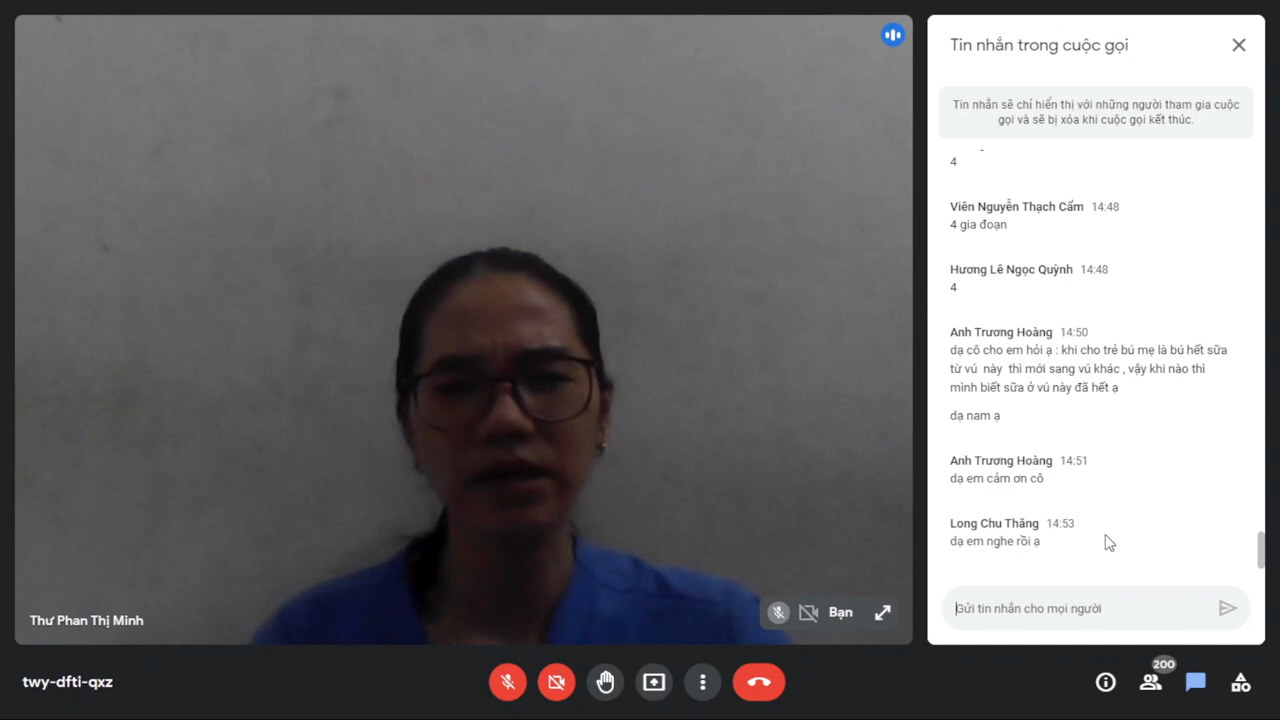 Tin nhắn trong cuộc gọi
Tin nhắn sẽ chỉ hiển thị với những người tham gia cuộc
gọi và sẽ bị xóa khi cuộc gọi kết thúc.
4
Viên Nguyễn Thạch Cẩm 14:48
4 gia đoạn
Hương Lê Ngọc Quỳnh 14:48
4
Anh Trương Hoàng 14:50
dạ cô cho em hỏi ạ : khi cho trẻ bú mẹ là bú hết sữa
từ vú này thì mới sang vú khác , vậy khi nào thì
mình biết sữa ở vú này đã hết ạ
dạ nam ạ
Anh Trương Hoàng 14:51
dạ em cảm ơn cô
Long Chu Thăng 14:53
dạ em nghe rồi ạ
Gửi tin nhắn cho mọi người
Thư Phan Thị Minh
Bạn
twy-dfti-qxz
200